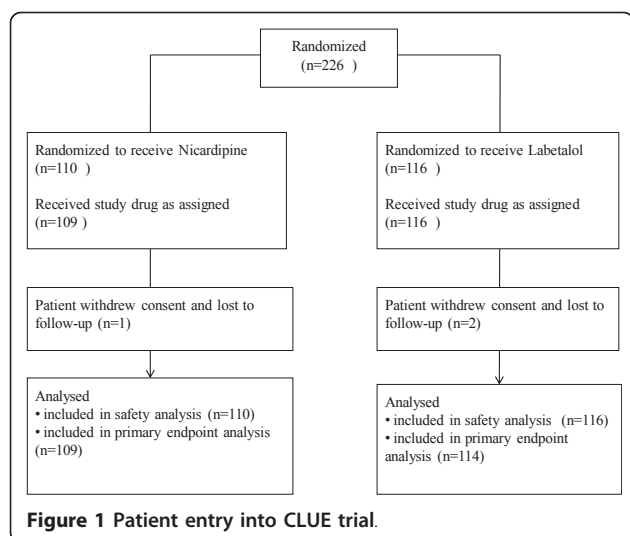 Randomized
(n=226 )
Randomized to receive Nicardipine
(n=110 )
Received study drug as assigned
(n=109 )
Randomized to receive Labetalol
(n=116 )
Received study drug as assigned
(n=116 )
Patient withdrew consent and lost to
follow-up (n=1)
Patient withdrew consent and lost to
follow-up (n=2)
Analysed
• included in safety analysis (n=110)
• included in primary endpoint analysis
(n=109)
Analysed
• included in safety analysis (n=116)
• included in primary endpoint
analysis (n=114)
Figure 1 Patient entry into CLUE trial.